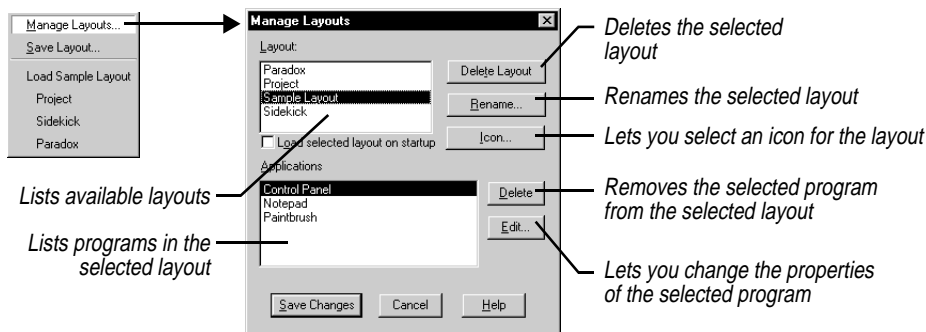 Manage Layouts...
Save Layout...
Load Sample Layout
Project
Sidekick
Paradox
Manage Layouts
Layout:
Paradox
Project
Sample Layout
Sidekick
Load selected layout on startup
Applications
Control Panel
Notepad
Paintbrush
Delete Layout
Rename...
Icon...
Delete
Edit...
Save Changes
Cancel
Help
Lists available layouts
Lists programs in the
selected layout
Deletes the selected
layout
Renames the selected layout
Lets you select an icon for the layout
Removes the selected program
from the selected layout
Lets you change the properties
of the selected program